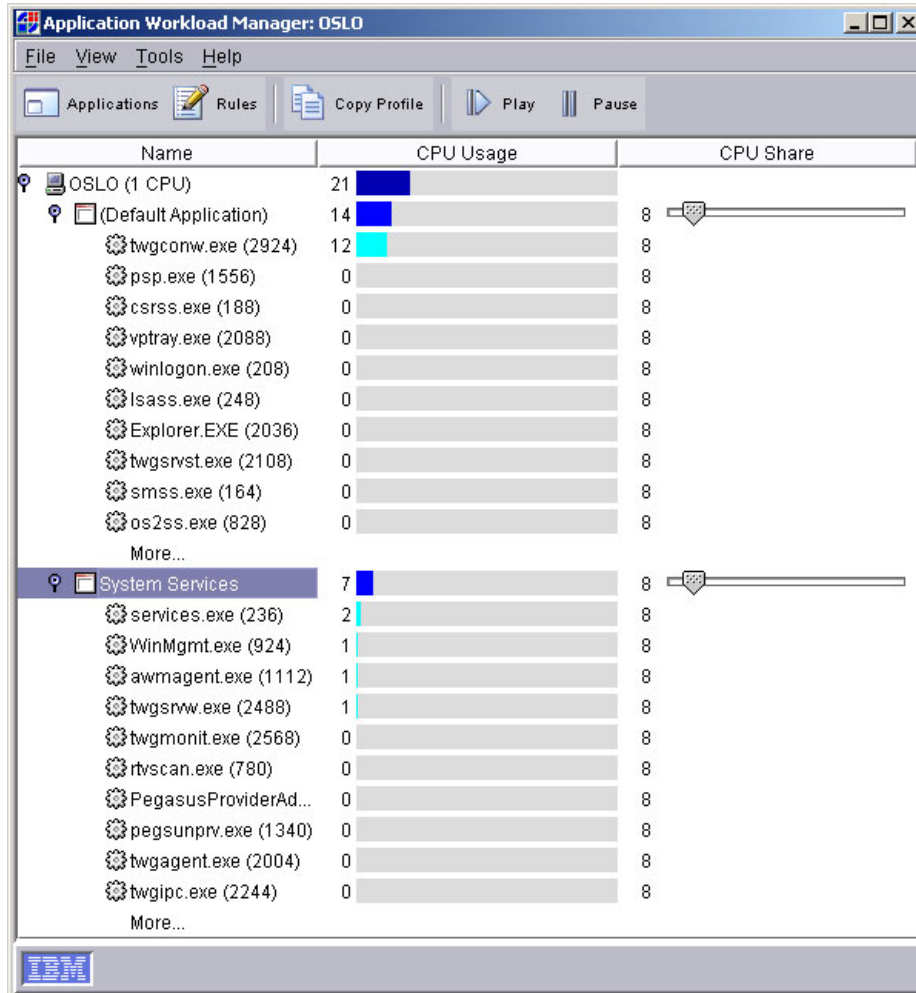 Application Workload Manager: OSLO
File View Tools Help
Applications Rules Copy Profile Play Pause
Name CPU Usage CPU Share
OSLO (1 CPU) 21
(Default Application) 14 8
twgconw.exe (2924) 12 8
psp.exe (1556) 0 8
csrss.exe (188) 0 8
vptray.exe (2088) 0 8
winlogon.exe (208) 0 8
lsass.exe (248) 0 8
Explorer.EXE (2036) 0 8
twgsrvst.exe (2108) 0 8
smss.exe (164) 0 8
os2ss.exe (828) 0 8
More...
System Services 7 8
services.exe (236) 2 8
WinMgmt.exe (924) 1 8
awmagent.exe (1112) 1 8
twgsrvw.exe (2488) 1 8
twgmonit.exe (2568) 0 8
rtvscan.exe (780) 0 8
PegasusProviderAd... 0 8
pegsunprv.exe (1340) 0 8
twgagent.exe (2004) 0 8
twgipc.exe (2244) 0 8
More...
IBM